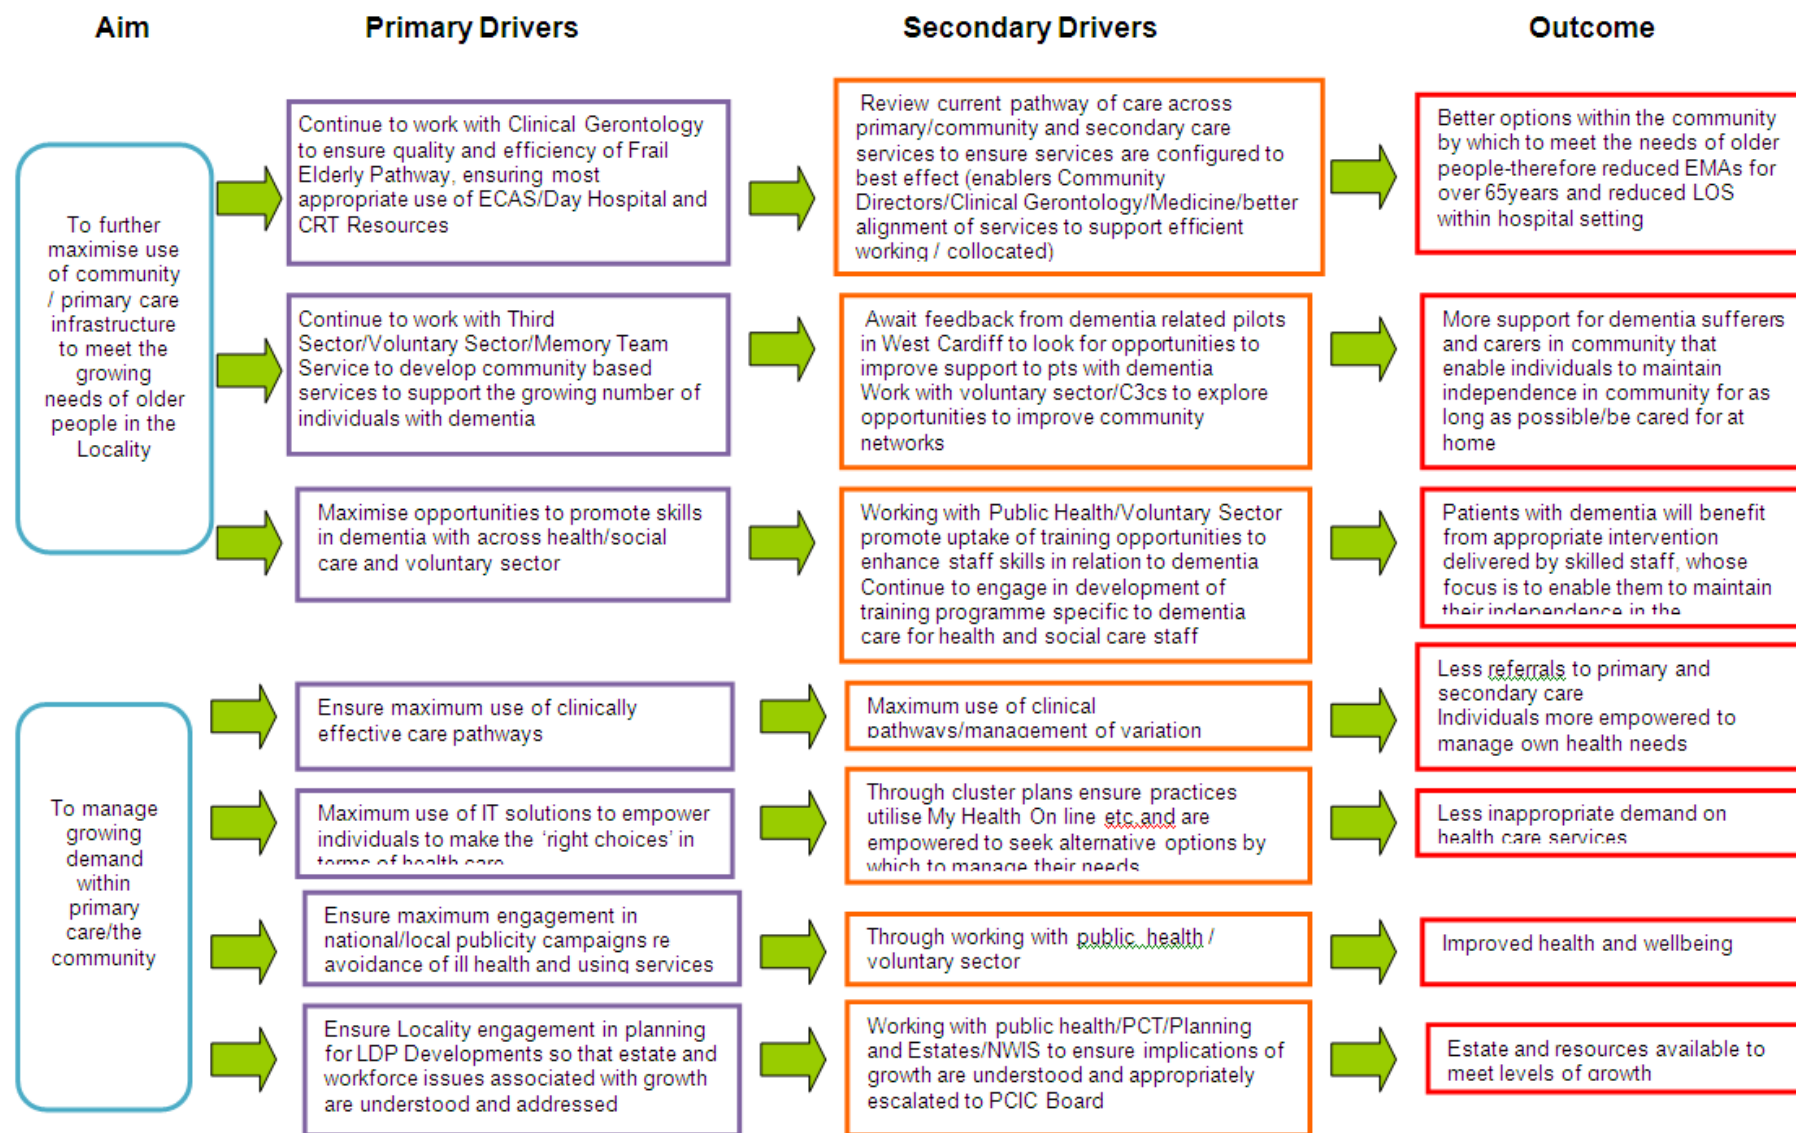 Aim
Primary Drivers
Secondary Drivers
Outcome
To further
maximise use
of community
/ primary care
infrastructure
to meet the
growing
needs of older
people in the
Locality
Continue to work with Clinical Gerontology
to ensure quality and efficiency of Frail
Elderly Pathway, ensuring most
appropriate use of ECAS/Day Hospital and
CRT Resources
Review current pathway of care across
primary/community and secondary care
services to ensure services are configured to
best effect (enablers Community
Directors/Clinical Gerontology/Medicine/better
alignment of services to support efficient
working / collocated)
Better options within the community
by which to meet the needs of older
people-therefore reduced EMAs for
over 65years and reduced LOS
within hospital setting
Continue to work with Third
Sector/Voluntary Sector/Memory Team
Service to develop community based
services to support the growing number of
individuals with dementia
Await feedback from dementia related pilots
in West Cardiff to look for opportunities to
improve support to pts with dementia
Work with voluntary sector/C3cs to explore
opportunities to improve community
networks
More support for dementia sufferers
and carers in community that
enable individuals to maintain
independence in community for as
long as possible/be cared for at
home
Maximise opportunities to promote skills
in dementia with across health/social
care and voluntary sector
Working with Public Health/Voluntary Sector
promote uptake of training opportunities to
enhance staff skills in relation to dementia
Continue to engage in development of
training programme specific to dementia
care for health and social care staff
Patients with dementia will benefit
from appropriate intervention
delivered by skilled staff, whose
focus is to enable them to maintain
their independence in the
To manage
growing
demand
within
primary
care/the
community
Ensure maximum use of clinically
effective care pathways
Maximum use of clinical
pathways/management of variation
Less referrals to primary and
secondary care
Individuals more empowered to
manage own health needs
Maximum use of IT solutions to empower
individuals to make the ‘right choices’ in
terms of health care
Through cluster plans ensure practices
utilise My Health On line etc.and are
empowered to seek alternative options by
which to manage their needs
Less inappropriate demand on
health care services
Ensure maximum engagement in
national/local publicity campaigns re
avoidance of ill health and using services
Through working with public health /
voluntary sector
Improved health and wellbeing
Ensure Locality engagement in planning
for LDP Developments so that estate and
workforce issues associated with growth
are understood and addressed
Working with public health/PCT/Planning
and Estates/NWIS to ensure implications of
growth are understood and appropriately
escalated to PCIC Board
Estate and resources available to
meet levels of growth